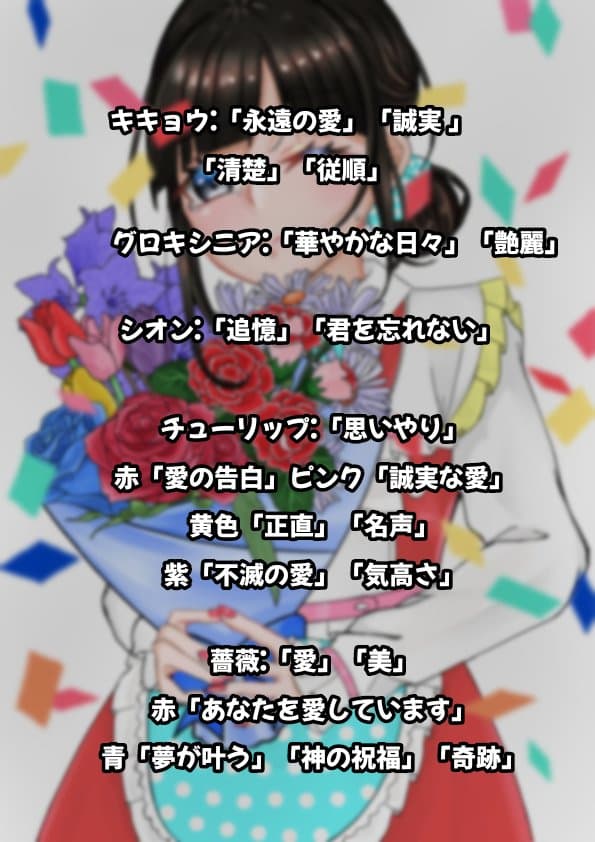 キキョウ:「永遠の愛」「誠実」
「清楚」「従順」
グロキシニア:「華やかな日々」「艶麗」
シオン:「追憶」「君を忘れない」
チューリップ:「思いやり」
赤「愛の告白」ピンク「誠実な愛」
黄色「正直」「名声」
紫「不滅の愛」「気高さ」
薔薇:「愛」「美」
赤「あなたを愛しています」
青「夢が叶う」「神の祝福」「奇跡」